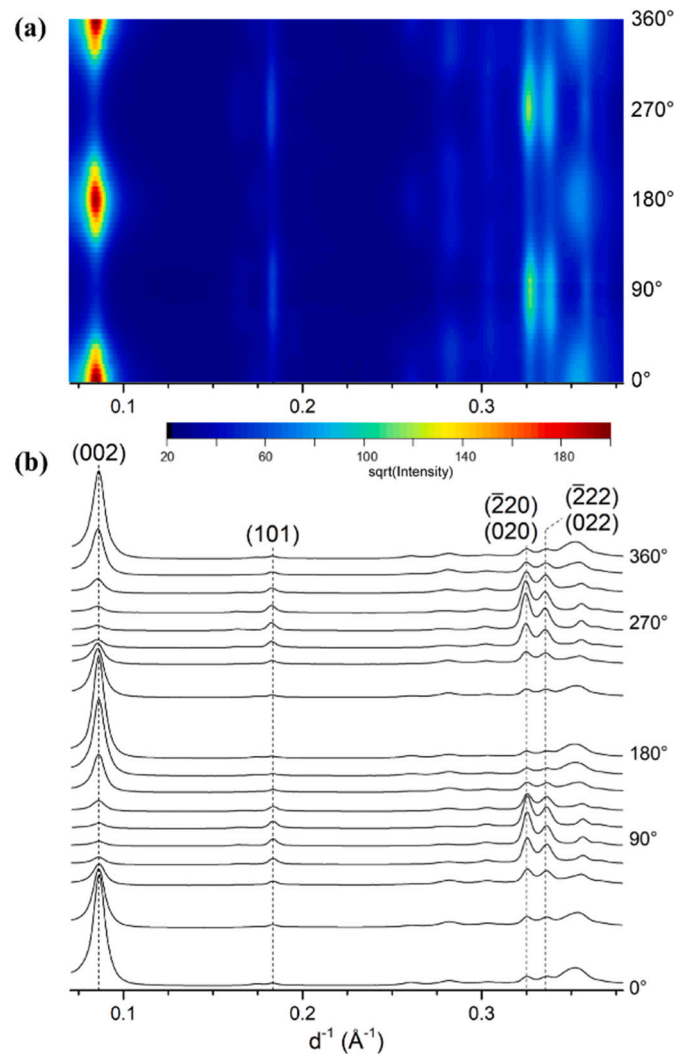 (a)
360°
270°
180°
90°
0°
0.1 0.2 0.3
20 60 100 140 180
sqrt(Intensity)
(b)
(002)
(101)
(2̅20)
(020)
(2̅22)
(022)
360°
270°
180°
90°
0°
0.1 0.2 0.3
d⁻¹ (Å⁻¹)